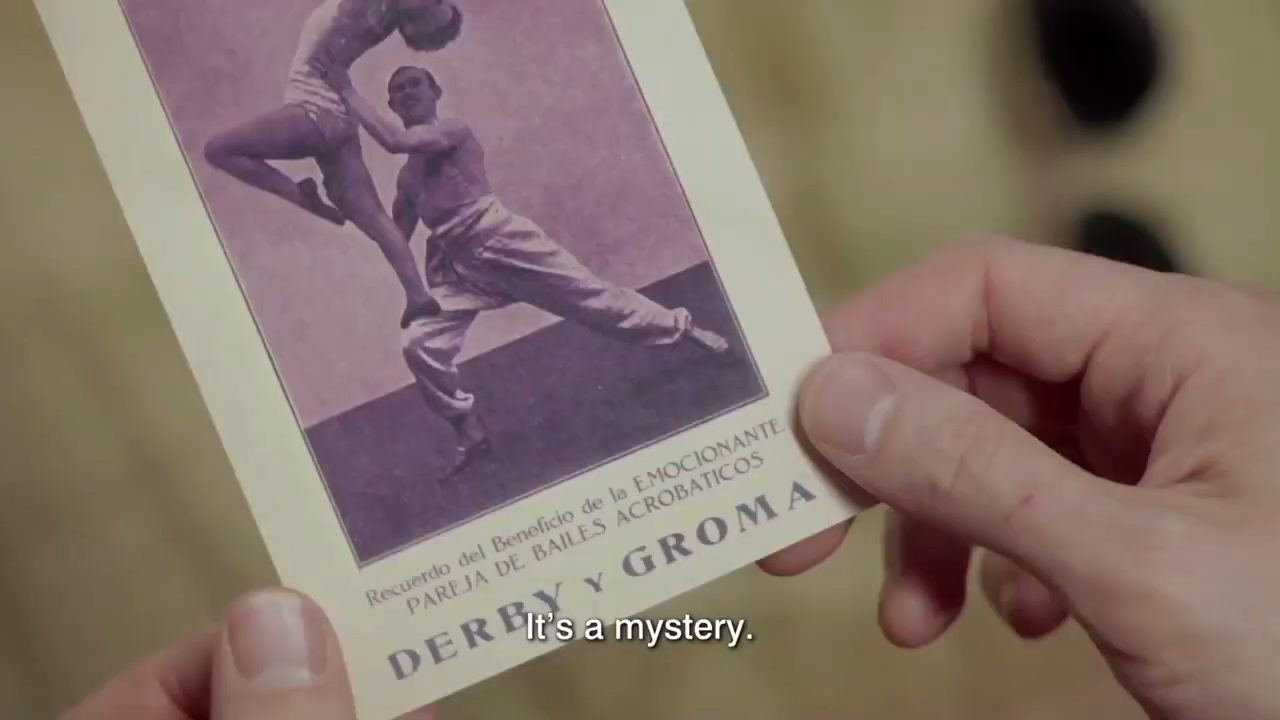 Recuerdo del Beneficio de la EMOCIONANTE
PAREJA DE BAILES ACROBATICOS
DERBY Y GROMA
It's a mystery.